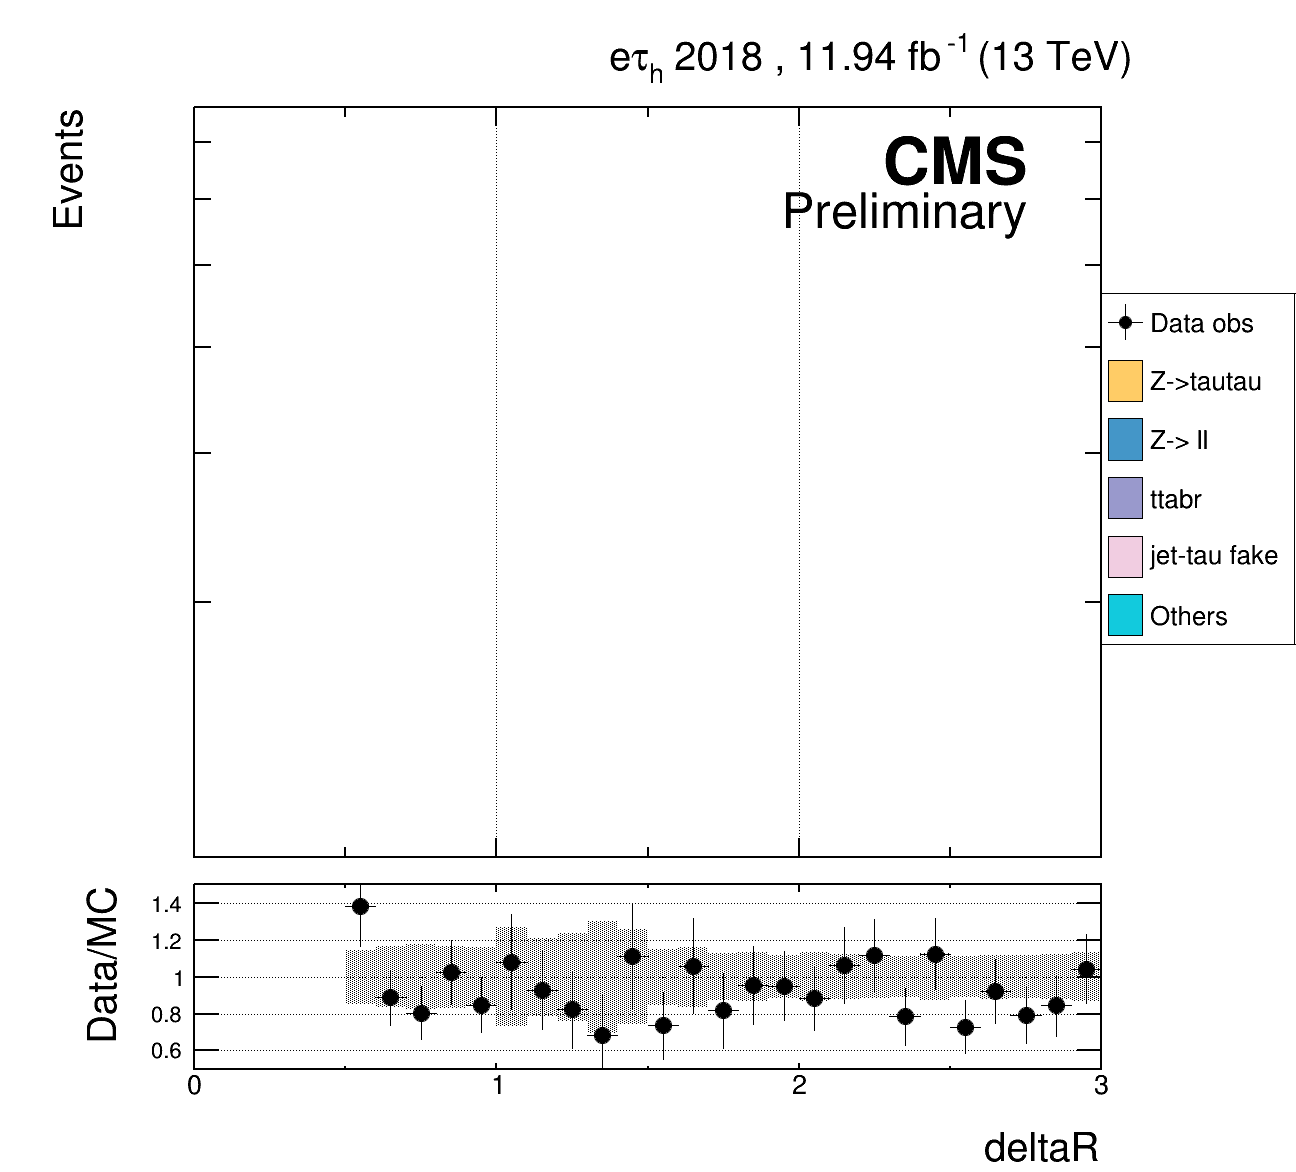 eτh 2018 , 11.94 fb-1 (13 TeV)
Events
CMS
Preliminary
Data obs
Z->tautau
Z-> ll
ttabr
jet-tau fake
Others
Data/MC
1.4
1.2
1
0.8
0.6
0 1 2 3
deltaR